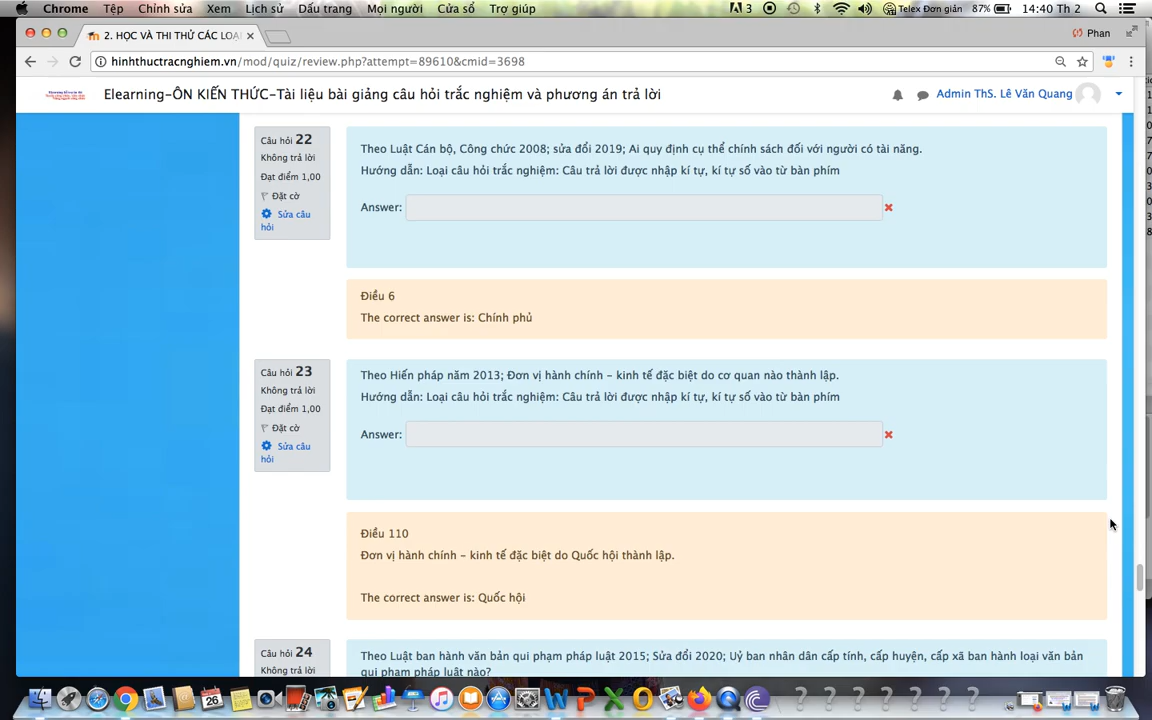 Chrome Tệp Chỉnh sửa Xem Lịch sử Dấu trang Mọi người Cửa sổ Trợ giúp 3 Telex Đơn giản 87% 14:40 Th 2
2. HỌC VÀ THI THỬ CÁC LOẠ Phan
hinhthuctracnghiem.vn/mod/quiz/review.php?attempt=89610&cmid=3698
Elearning-ÔN KIẾN THỨC-Tài liệu bài giảng câu hỏi trắc nghiệm và phương án trả lời Admin ThS. Lê Văn Quang
Câu hỏi 22
Không trả lời
Đạt điểm 1,00
Đặt cờ
Sửa câu
hỏi
Theo Luật Cán bộ, Công chức 2008; sửa đổi 2019; Ai quy định cụ thể chính sách đối với người có tài năng.
Hướng dẫn: Loại câu hỏi trắc nghiệm: Câu trả lời được nhập kí tự, kí tự số vào từ bàn phím
Answer:
Điều 6
The correct answer is: Chính phủ
Câu hỏi 23
Không trả lời
Đạt điểm 1,00
Đặt cờ
Sửa câu
hỏi
Theo Hiến pháp năm 2013; Đơn vị hành chính – kinh tế đặc biệt do cơ quan nào thành lập.
Hướng dẫn: Loại câu hỏi trắc nghiệm: Câu trả lời được nhập kí tự, kí tự số vào từ bàn phím
Answer:
Điều 110
Đơn vị hành chính – kinh tế đặc biệt do Quốc hội thành lập.
The correct answer is: Quốc hội
Câu hỏi 24
Không trả lời
Theo Luật ban hành văn bản qui phạm pháp luật 2015; Sửa đổi 2020; Uỷ ban nhân dân cấp tính, cấp huyện, cấp xã ban hành loại văn bản
qui phạm pháp luật nào?